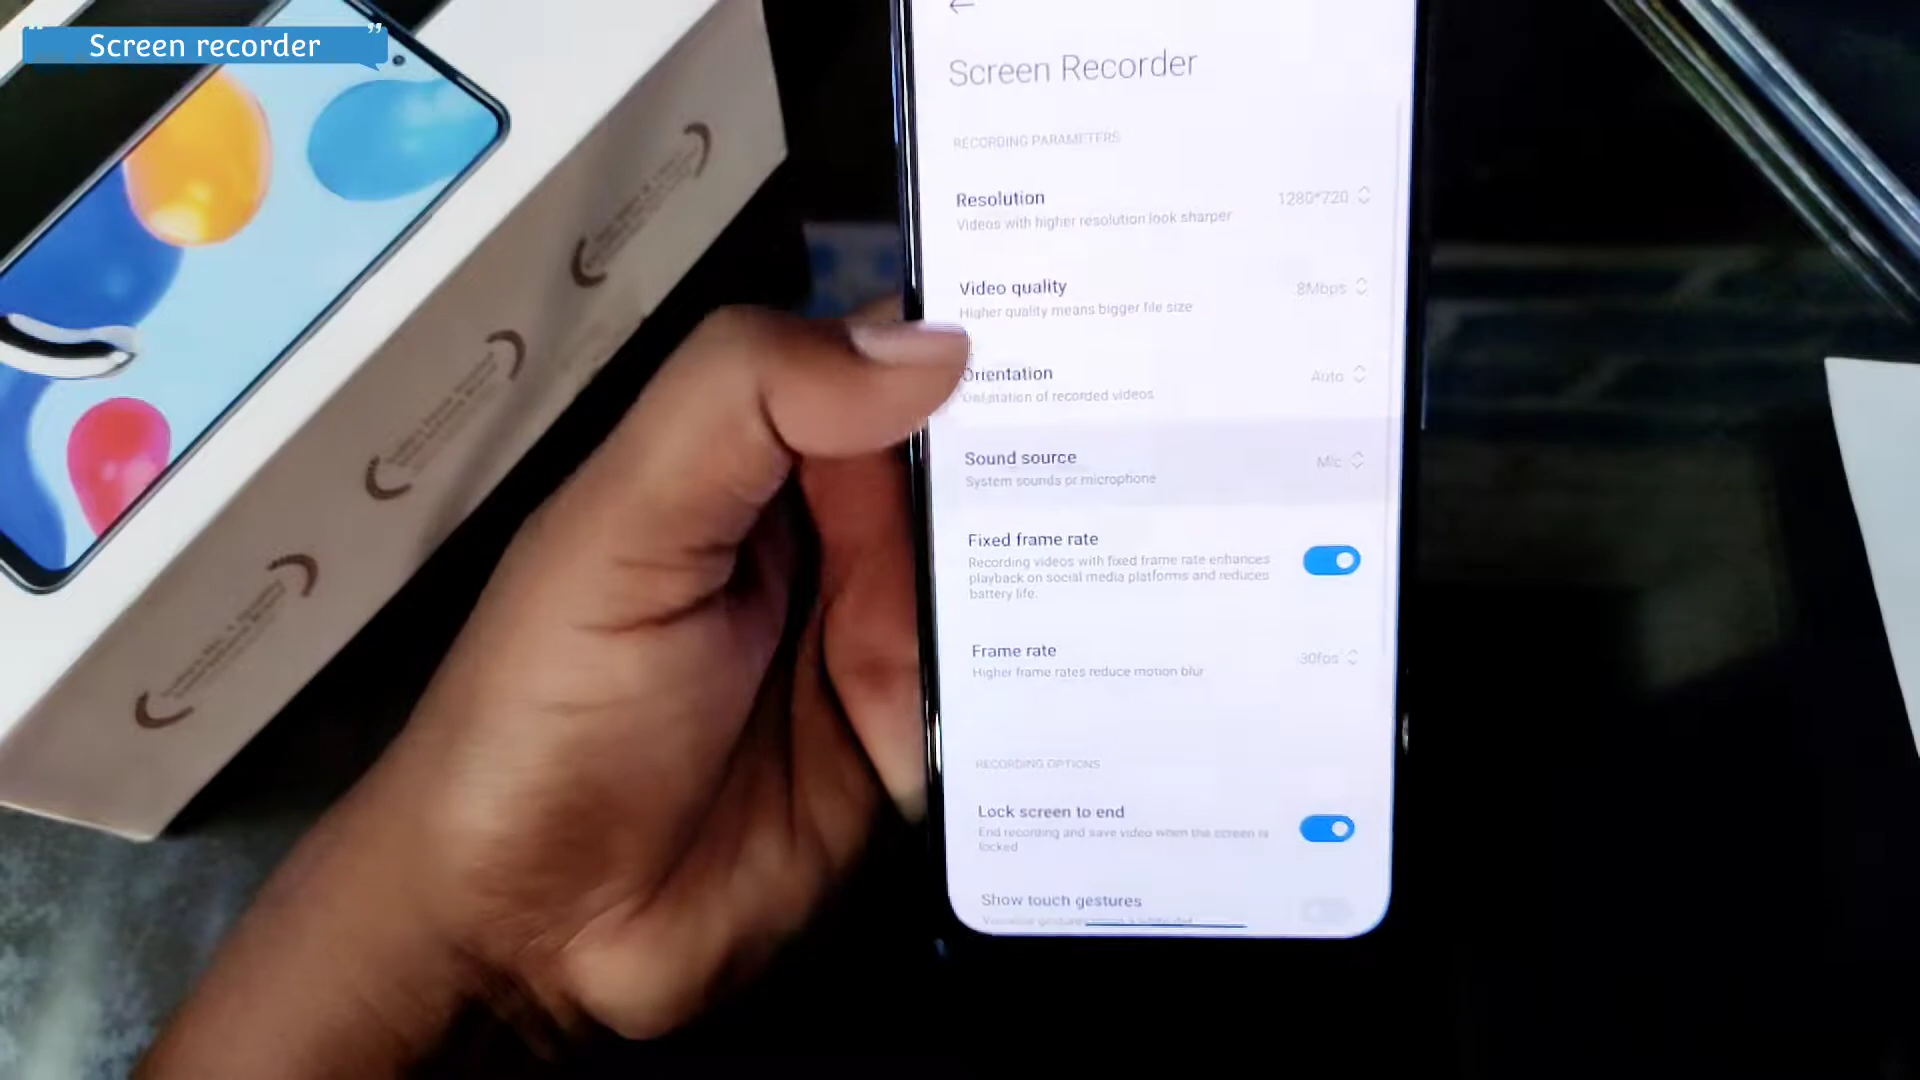 Screen recorder
Screen Recorder
RECORDING PARAMETERS
Resolution
1280*720
Videos with higher resolution look sharper
Video quality
8Mbps
Higher quality means bigger file size
Orientation
Auto
of recorded videos
Sound source
Mic
System sounds or microphone
Fixed frame rate
Recording videos with fixed frame rate enhances
playback on social media platforms and reduces
battery life.
Frame rate
30fps
Higher frame rates reduce motion blur
RECORDING OPTIONS
Lock screen to end
End recording and save video when the screen is
locked
Show touch gestures